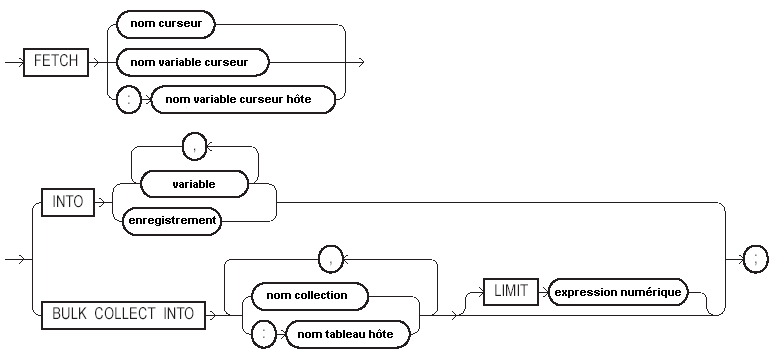 nom curseur
FETCH
nom variable curseur
: nom variable curseur hôte
,
INTO
variable
enregistrement
,
;
nom collection
LIMIT expression numérique
BULK COLLECT INTO
: nom tableau hôte